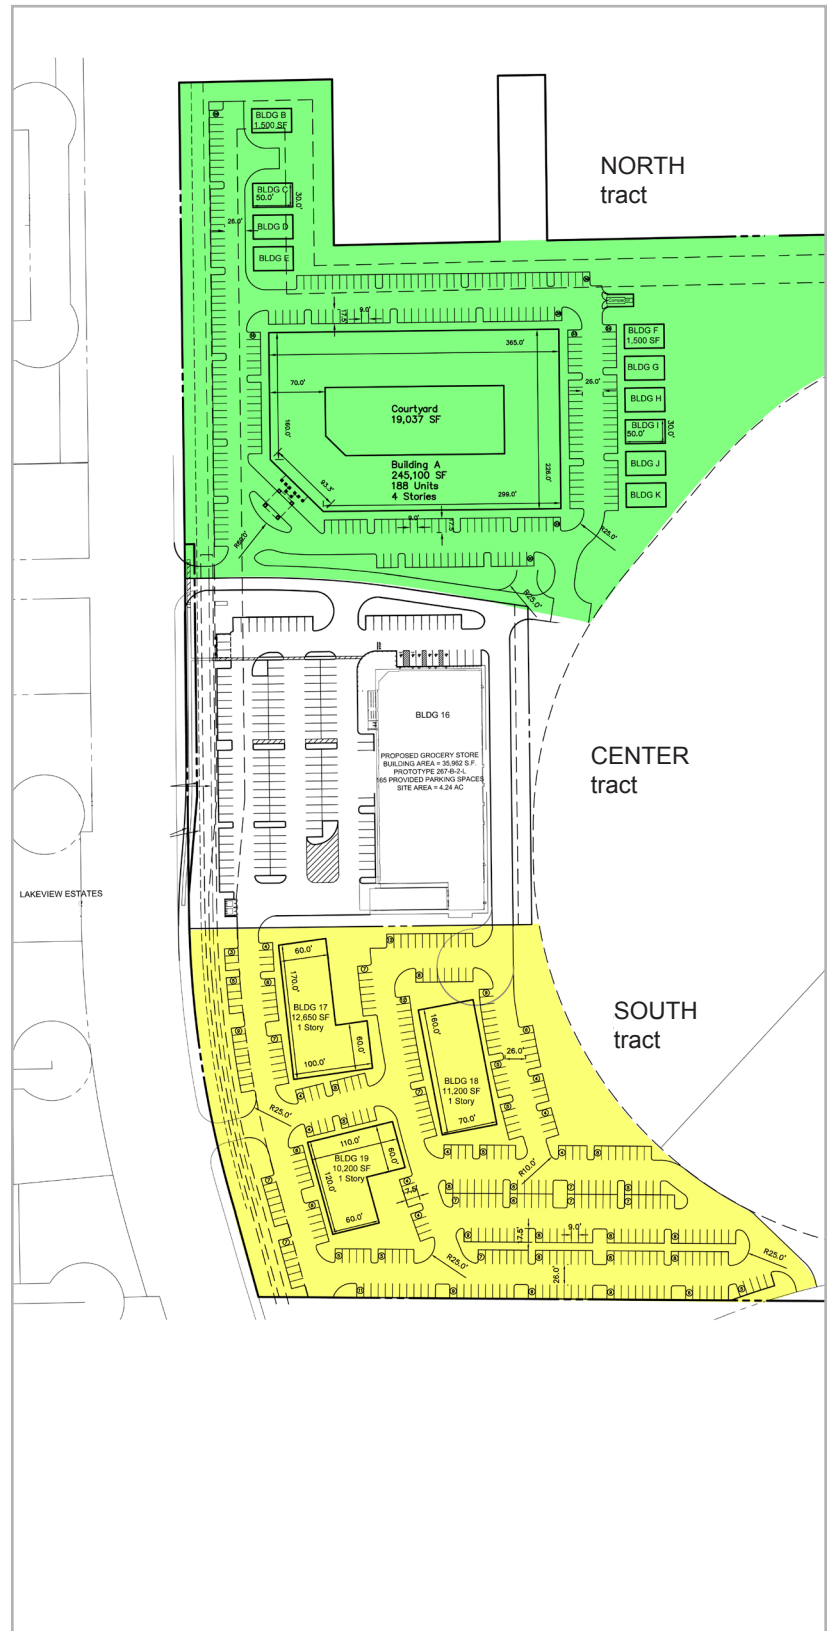 NORTH
tract
BLDG B
1,500 SF
BLDG C
50.0'
30.0'
BLDG D
26.0'
BLDG E
17.5'
9.0'
365.0'
70.0'
160.0'
Courtyard
19,037 SF
Building A
245,100 SF
188 Units
4 Stories
93.3'
299.0'
226.0'
26.0'
9.0'
17.5'
R25.0'
R25.0'
BLDG F
1,500 SF
BLDG G
BLDG H
BLDG I
50.0'
30.0'
BLDG J
BLDG K
CENTER
tract
BLDG 16
PROPOSED GROCERY STORE
BUILDING AREA = 35,962 S.F.
PROTOTYPE 267-B-2-L
165 PROVIDED PARKING SPACES
SITE AREA = 4.24 AC
LAKEVIEW ESTATES
SOUTH
tract
60.0'
170.0'
BLDG 17
12,650 SF
1 Story
60.0'
100.0'
160.0'
BLDG 18
11,200 SF
1 Story
70.0'
26.0'
R25.0'
110.0'
BLDG 19
10,200 SF
1 Story
60.0'
120.0'
60.0'
R10.0'
17.5'
9.0'
R25.0'
26.0'
R25.0'